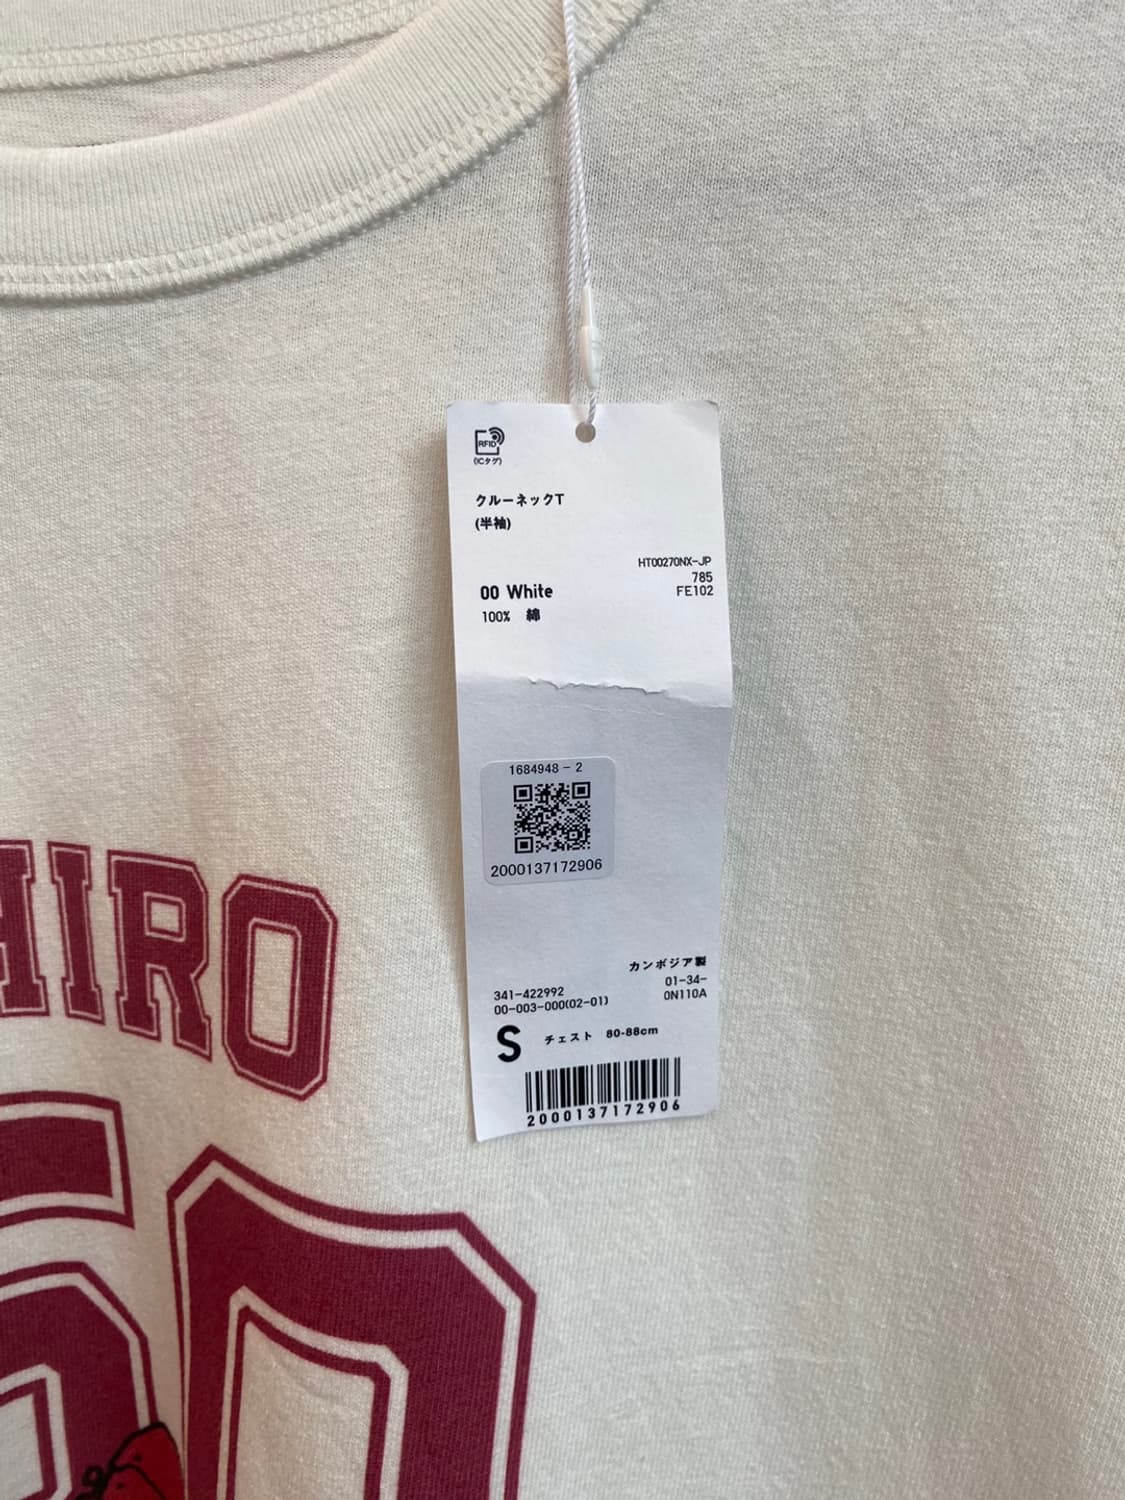 RFID
(ICタグ)
クルーネックT
(半袖)
HT00270NX-JP
785
FE102
00 White
100% 綿
1684948-2
2000137172906
カンボジア製
341-422992
01-34-
00-003-000(02-01)
0N110A
S チェスト 80-88cm
2000137172906
HIRO